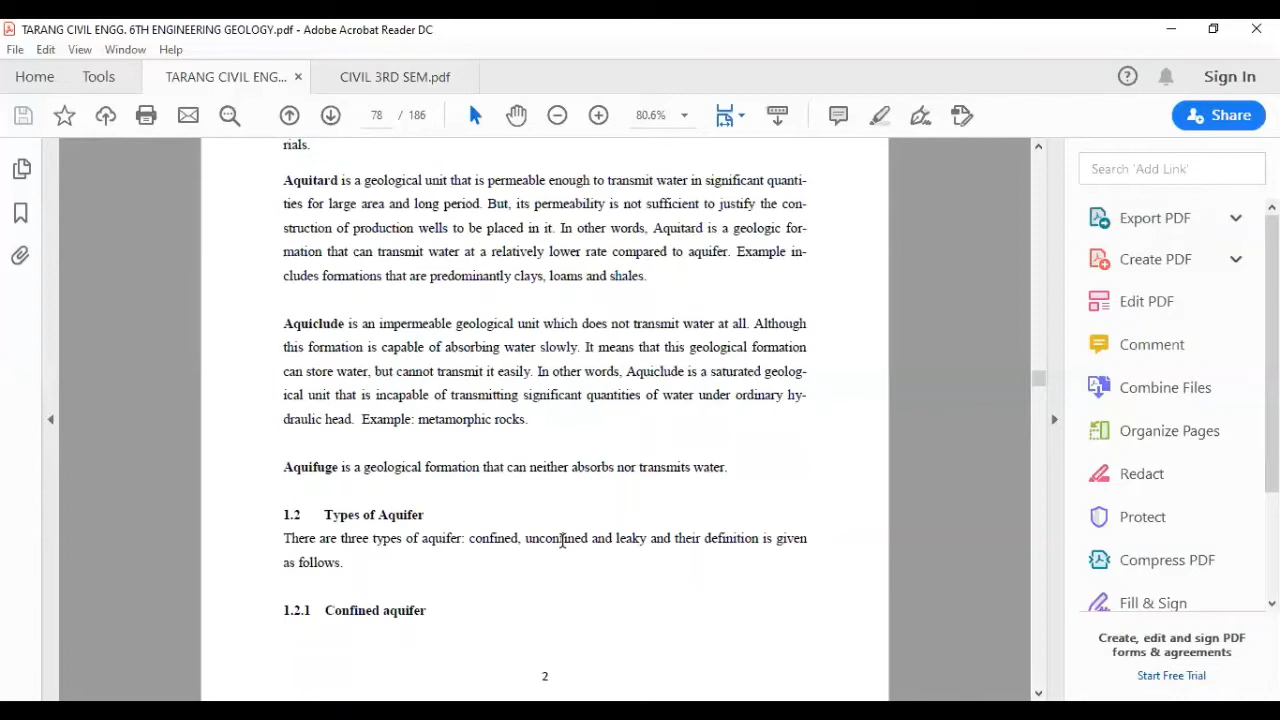 TARANG CIVIL ENGG. 6TH ENGINEERING GEOLOGY.pdf - Adobe Acrobat Reader DC
File Edit View Window Help
Home Tools TARANG CIVIL ENG... × CIVIL 3RD SEM.pdf Sign In
78 / 186 80.6% Share
rials.
Aquitard is a geological unit that is permeable enough to transmit water in significant quanti-
ties for large area and long period. But, its permeability is not sufficient to justify the con-
struction of production wells to be placed in it. In other words, Aquitard is a geologic for-
mation that can transmit water at a relatively lower rate compared to aquifer. Example in-
cludes formations that are predominantly clays, loams and shales.
Aquiclude is an impermeable geological unit which does not transmit water at all. Although
this formation is capable of absorbing water slowly. It means that this geological formation
can store water, but cannot transmit it easily. In other words, Aquiclude is a saturated geolog-
ical unit that is incapable of transmitting significant quantities of water under ordinary hy-
draulic head. Example: metamorphic rocks.
Aquifuge is a geological formation that can neither absorbs nor transmits water.
1.2 Types of Aquifer
There are three types of aquifer: confined, unconfined and leaky and their definition is given
as follows.
1.2.1 Confined aquifer
2
Search 'Add Link'
Export PDF
Create PDF
Edit PDF
Comment
Combine Files
Organize Pages
Redact
Protect
Compress PDF
Fill & Sign
Create, edit and sign PDF
forms & agreements
Start Free Trial